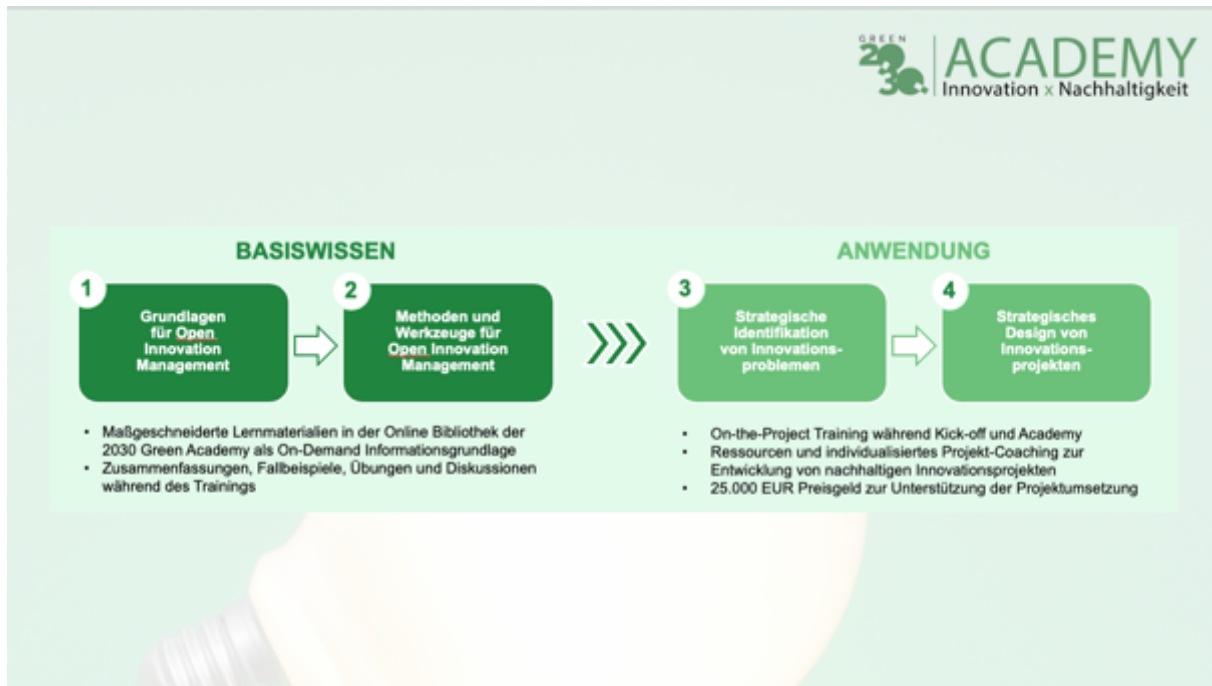 GREEN
2030
ACADEMY
Innovation x Nachhaltigkeit
BASISWISSEN
1
Grundlagen
für Open
Innovation
Management
2
Methoden und
Werkzeuge für
Open Innovation
Management
• Maßgeschneiderte Lernmaterialien in der Online Bibliothek der
2030 Green Academy als On-Demand Informationsgrundlage
• Zusammenfassungen, Fallbeispiele, Übungen und Diskussionen
während des Trainings
ANWENDUNG
3
Strategische
Identifikation
von Innovations-
problemen
4
Strategisches
Design von
Innovations-
projekten
• On-the-Project Training während Kick-off und Academy
• Ressourcen und individualisiertes Projekt-Coaching zur
Entwicklung von nachhaltigen Innovationsprojekten
• 25.000 EUR Preisgeld zur Unterstützung der Projektumsetzung